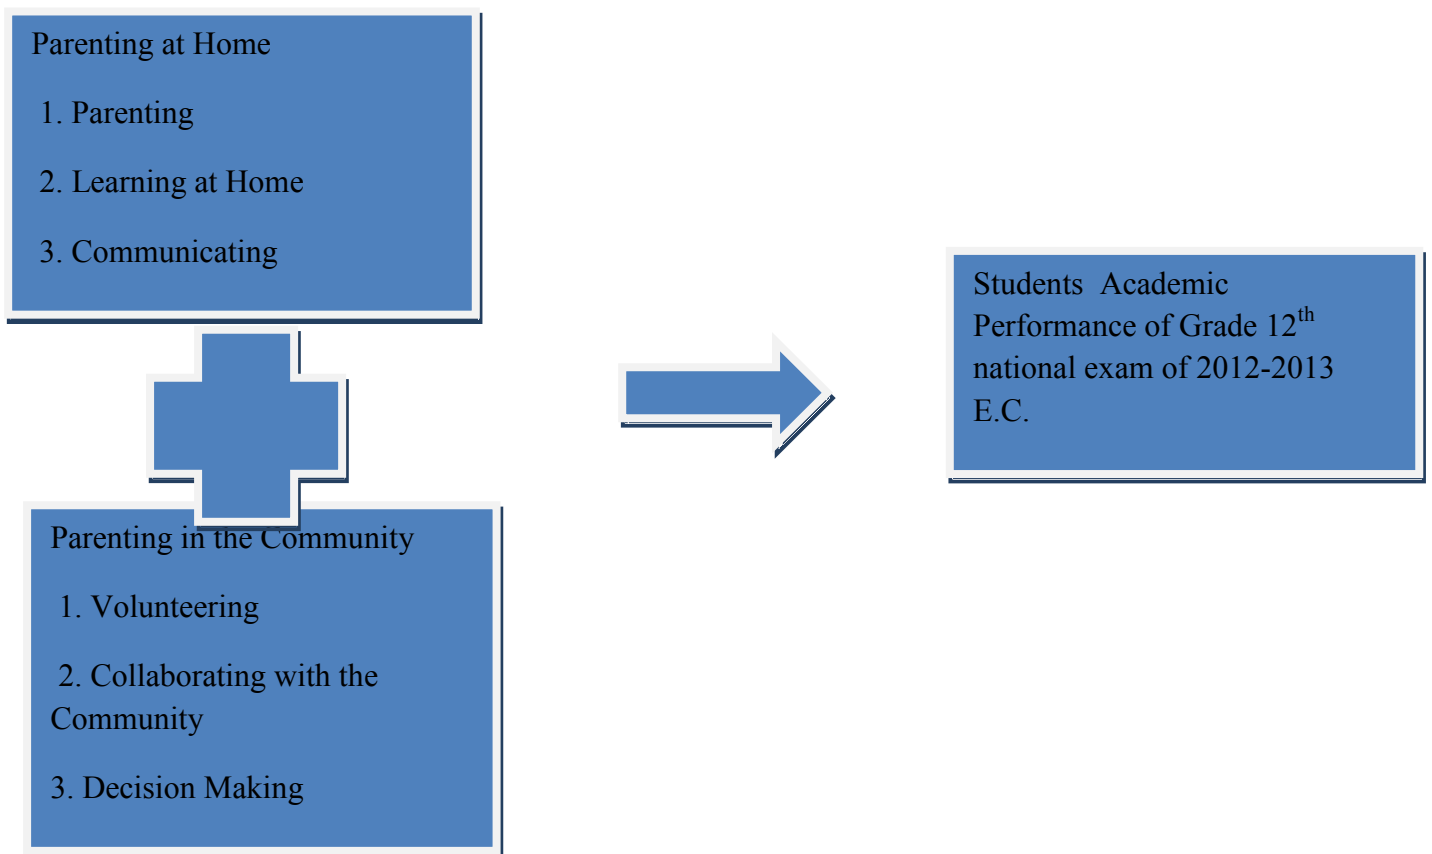 Parenting at Home
1. Parenting
2. Learning at Home
3. Communicating
Parenting in the Community
1. Volunteering
2. Collaborating with the
Community
3. Decision Making
Students Academic
Performance of Grade 12th
national exam of 2012-2013
E.C.